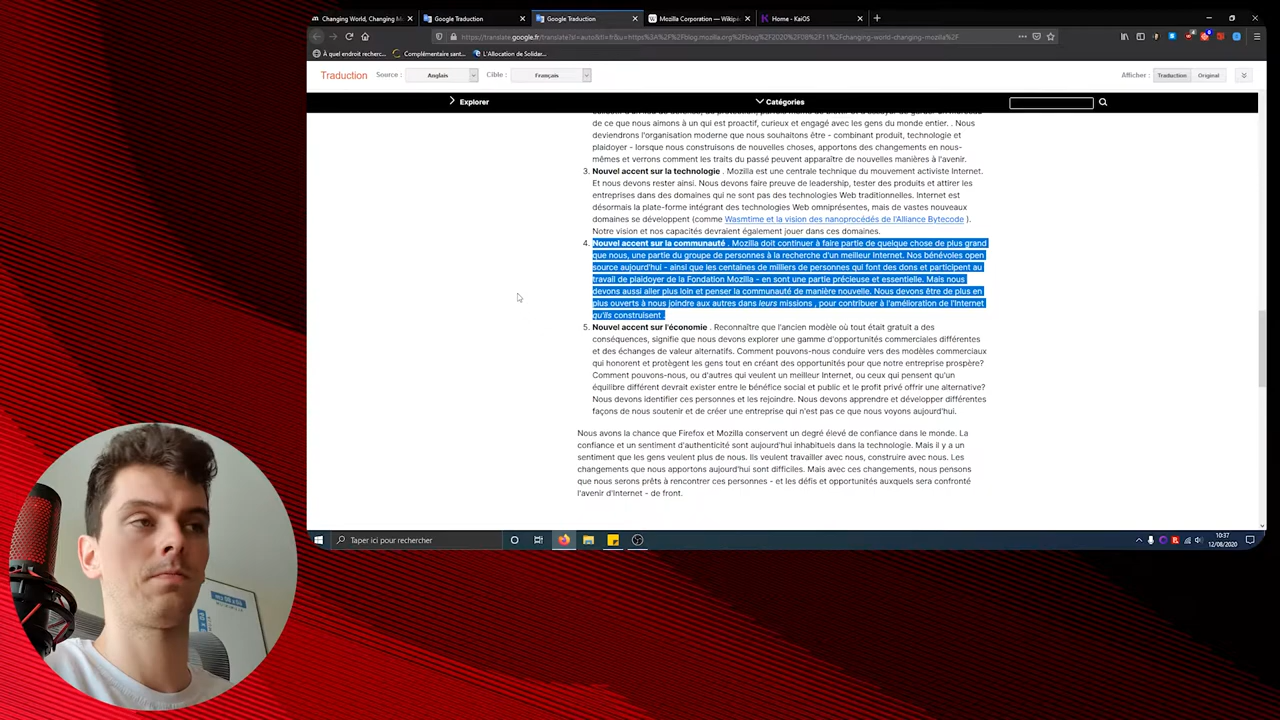 Changing World, Changing M
Google Traduction
Google Traduction
Mozilla Corporation — Wikipé
Home - KaiOS
https://translate.google.fr/translate?sl=auto&tl=fr&u=https%3A%2F%2Fblog.mozilla.org%2Fblog%2F2020%2F08%2F11%2Fchanging-world-changing-mozilla%2F
À quel endroit recherc...
Complémentaire sant...
L'Allocation de Solidar...
Traduction
Source :
Anglais
Cible :
Français
Afficher :
Traduction
Original
Explorer
Catégories
de ce que nous aimons à un qui est proactif, curieux et engagé avec les gens du monde entier. . Nous
deviendrons l'organisation moderne que nous souhaitons être - combinant produit, technologie et
plaidoyer - lorsque nous construisons de nouvelles choses, apportons des changements en nous-
mêmes et verrons comment les traits du passé peuvent apparaître de nouvelles manières à l'avenir.
3. Nouvel accent sur la technologie . Mozilla est une centrale technique du mouvement activiste Internet.
Et nous devons rester ainsi. Nous devons faire preuve de leadership, tester des produits et attirer les
entreprises dans des domaines qui ne sont pas des technologies Web traditionnelles. Internet est
désormais la plate-forme intégrant des technologies Web omniprésentes, mais de vastes nouveaux
domaines se développent (comme Wasmtime et la vision des nanoprocédés de l'Alliance Bytecode ).
Notre vision et nos capacités devraient également jouer dans ces domaines.
4. Nouvel accent sur la communauté . Mozilla doit continuer à faire partie de quelque chose de plus grand
que nous, une partie du groupe de personnes à la recherche d'un meilleur Internet. Nos bénévoles open
source aujourd'hui - ainsi que les centaines de milliers de personnes qui font des dons et participent au
travail de plaidoyer de la Fondation Mozilla - en sont une partie précieuse et essentielle. Mais nous
devons aussi aller plus loin et penser la communauté de manière nouvelle. Nous devons être de plus en
plus ouverts à nous joindre aux autres dans leurs missions , pour contribuer à l'amélioration de l'Internet
qu'ils construisent .
5. Nouvel accent sur l'économie . Reconnaître que l'ancien modèle où tout était gratuit a des
conséquences, signifie que nous devons explorer une gamme d'opportunités commerciales différentes
et des échanges de valeur alternatifs. Comment pouvons-nous conduire vers des modèles commerciaux
qui honorent et protègent les gens tout en créant des opportunités pour que notre entreprise prospère?
Comment pouvons-nous, ou d'autres qui veulent un meilleur Internet, ou ceux qui pensent qu'un
équilibre différent devrait exister entre le bénéfice social et public et le profit privé offrir une alternative?
Nous devons identifier ces personnes et les rejoindre. Nous devons apprendre et développer différentes
façons de nous soutenir et de créer une entreprise qui n'est pas ce que nous voyons aujourd'hui.
Nous avons la chance que Firefox et Mozilla conservent un degré élevé de confiance dans le monde. La
confiance et un sentiment d'authenticité sont aujourd'hui inhabituels dans la technologie. Mais il y a un
sentiment que les gens veulent plus de nous. Ils veulent travailler avec nous, construire avec nous. Les
changements que nous apportons aujourd'hui sont difficiles. Mais avec ces changements, nous pensons
que nous serons prêts à rencontrer ces personnes - et les défis et opportunités auxquels sera confronté
l'avenir d'Internet - de front.
Taper ici pour rechercher
10:37
12/08/2020